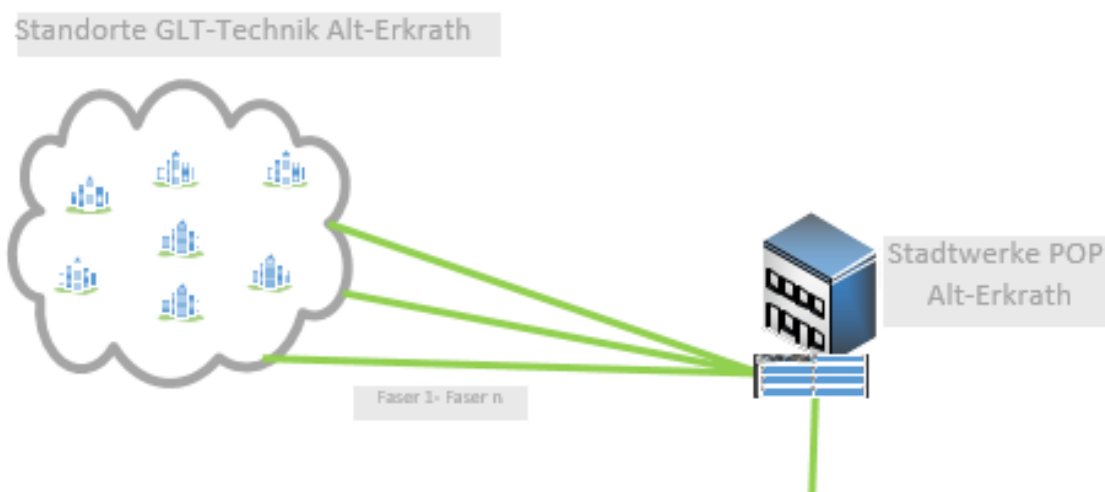 Standorte GLT-Technik Alt-Erkrath
Stadtwerke POP
Alt-Erkrath
Faser 1- Faser n